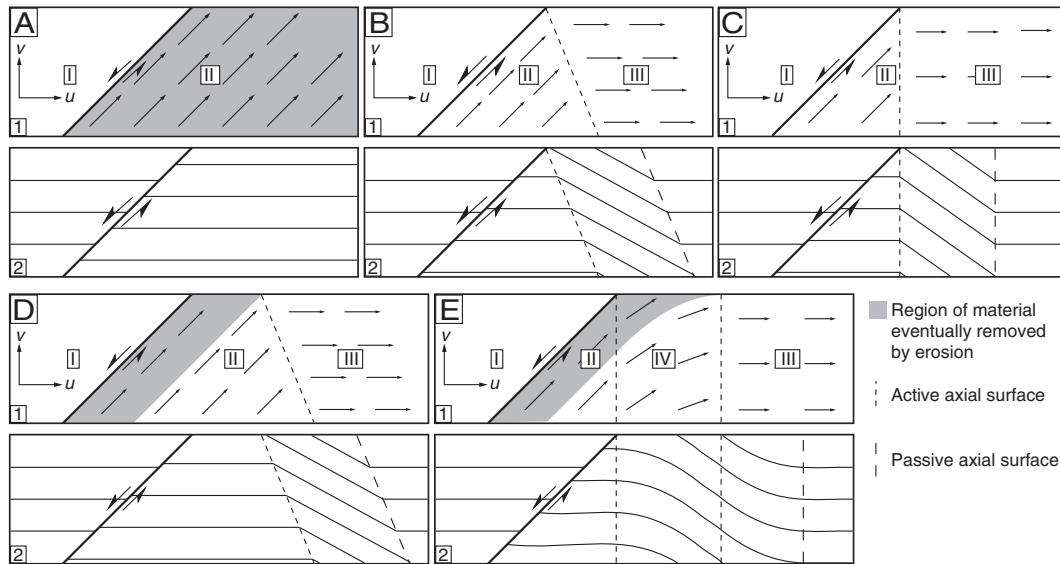 A
v
I
II
u
1
2
B
v
I
II
III
u
1
2
C
v
I
II
III
u
1
2
D
v
I
II
III
u
1
2
E
v
I
II
IV
III
u
1
2
Region of material
eventually removed
by erosion
Active axial surface
Passive axial surface